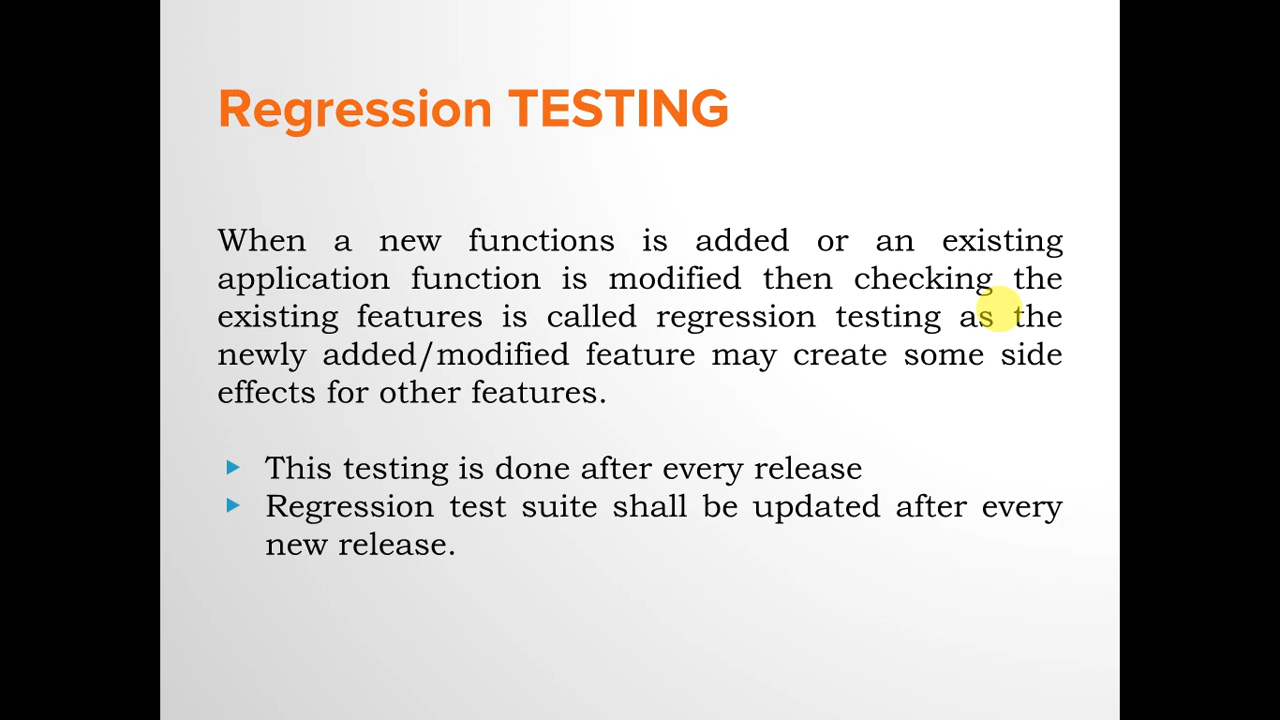 Regression TESTING
When a new functions is added or an existing
application function is modified then checking the
existing features is called regression testing as the
newly added/modified feature may create some side
effects for other features.
This testing is done after every release
Regression test suite shall be updated after every
new release.